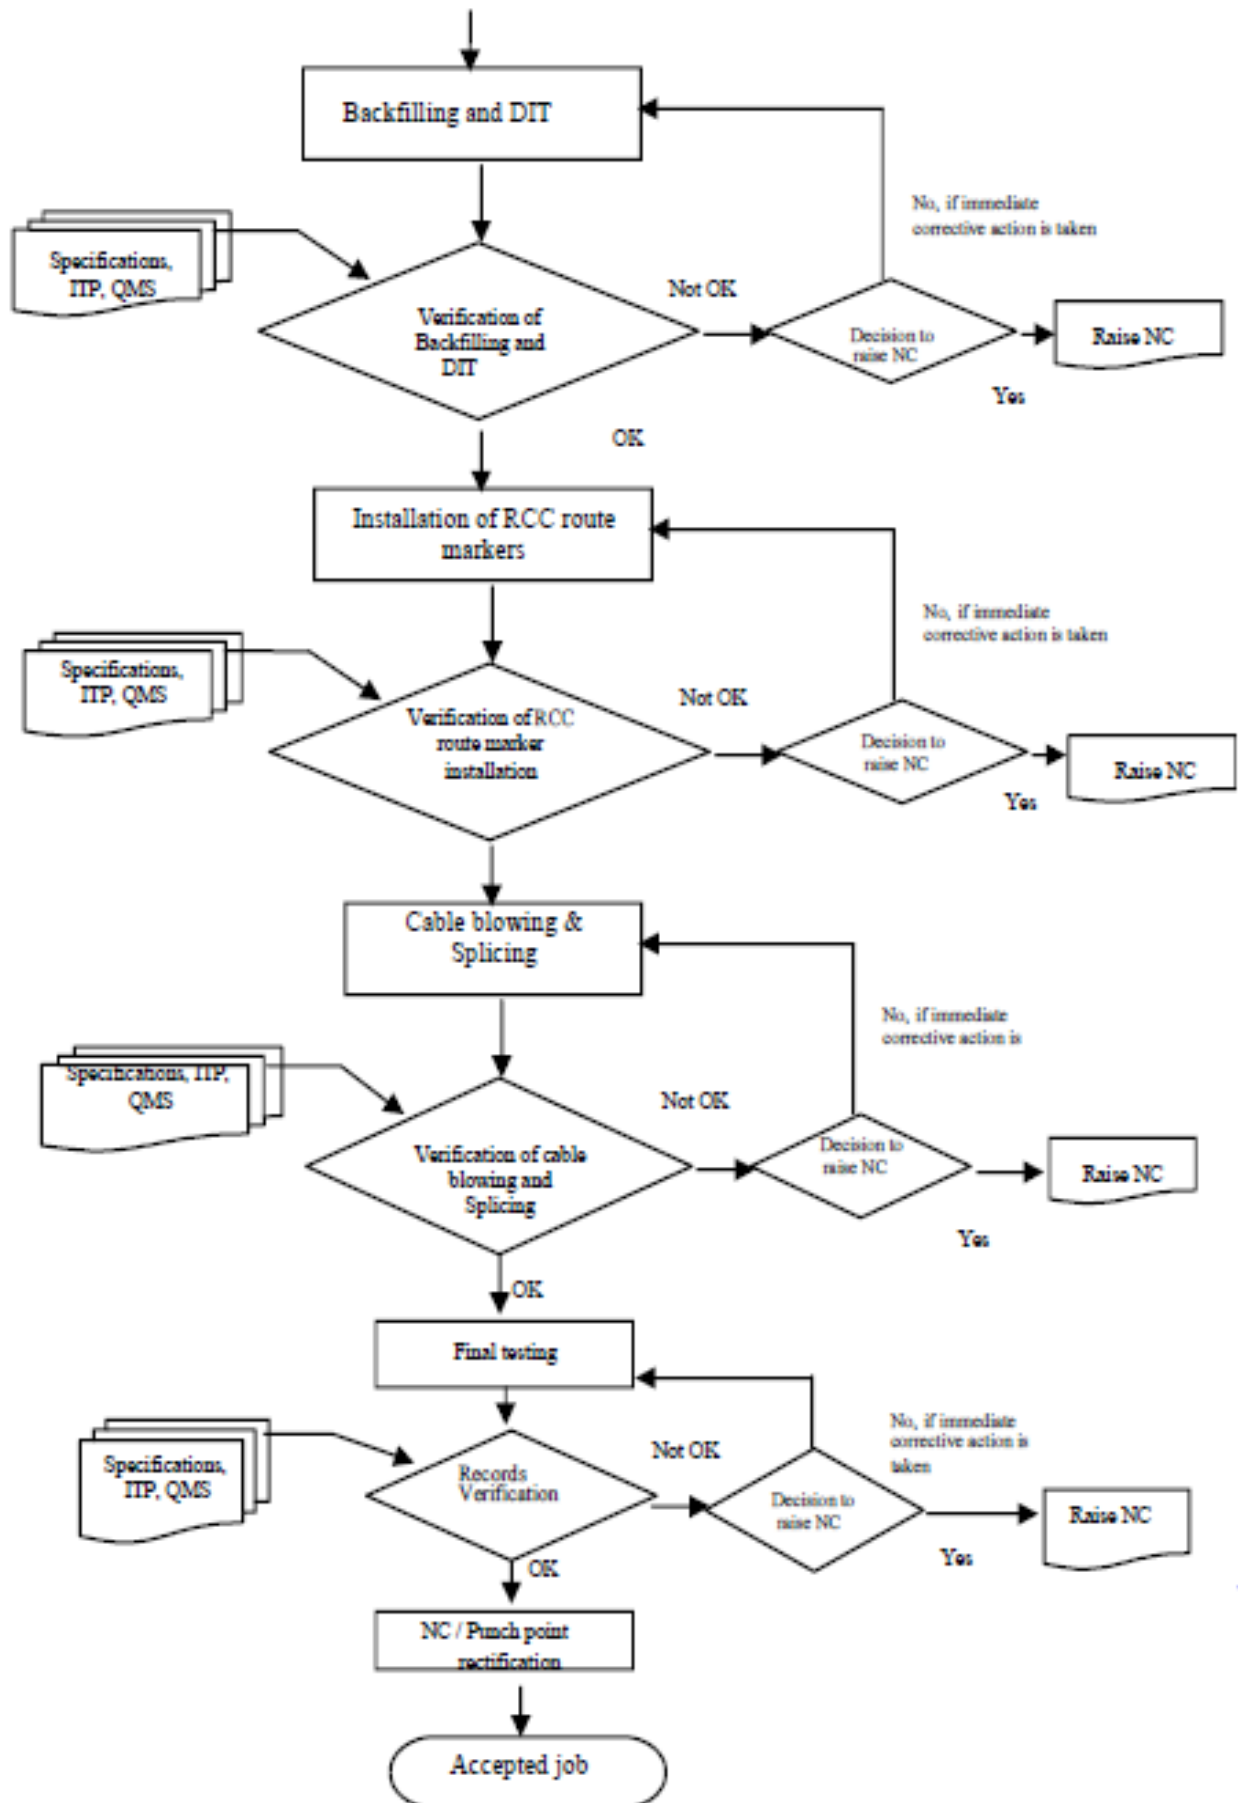 Backfilling and DIT
No, if immediate
corrective action is taken
Specifications,
ITP, QMS
Not OK
Verification of
Backfilling and
DIT
Decision to
raise NC
Raise NC
Yes
OK
Installation of RCC route
markers
No, if immediate
corrective action is taken
Specifications,
ITP, QMS
Not OK
Verification of RCC
route marker
installation
Decision to
raise NC
Raise NC
Yes
Cable blowing &
Splicing
No, if immediate
corrective action is
Specifications, ITP,
QMS
Not OK
Verification of cable
blowing and
Splicing
Decision to
raise NC
Raise NC
Yes
OK
Final testing
No, if immediate
corrective action is
taken
Specifications,
ITP, QMS
Not OK
Records
Verification
Decision to
raise NC
Raise NC
Yes
OK
NC / Punch point
rectification
Accepted job